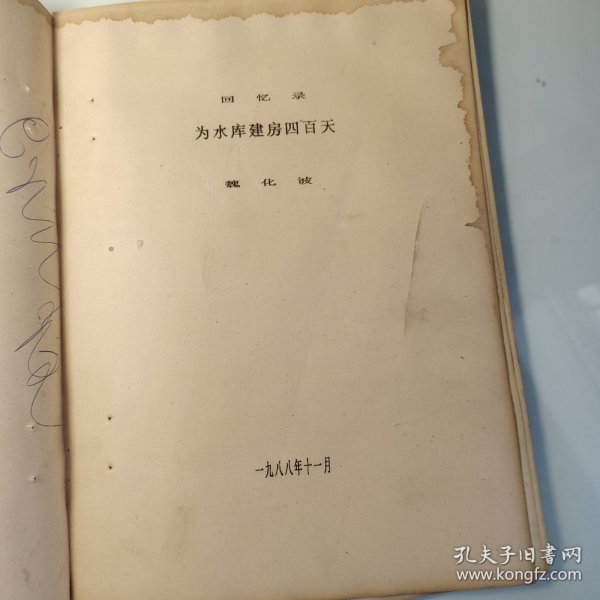 回忆录
为水库建房四百天
魏化波
一九八八年十一月
孔夫子旧書网
www.kongfz.com